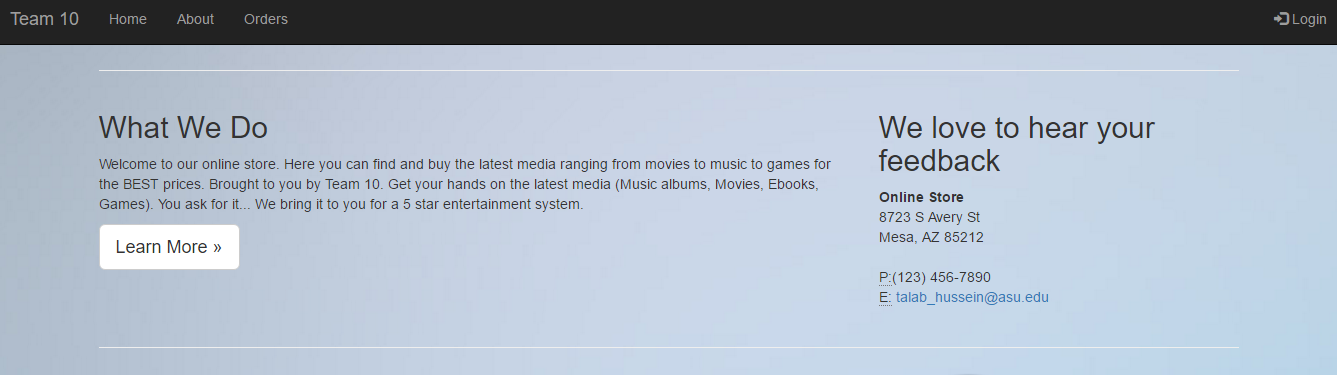 Team 10 Home About Orders Login
What We Do
Welcome to our online store. Here you can find and buy the latest media ranging from movies to music to games for
the BEST prices. Brought to you by Team 10. Get your hands on the latest media (Music albums, Movies, Ebooks,
Games). You ask for it... We bring it to you for a 5 star entertainment system.
Learn More »
We love to hear your
feedback
Online Store
8723 S Avery St
Mesa, AZ 85212
P:(123) 456-7890
E: talab_hussein@asu.edu